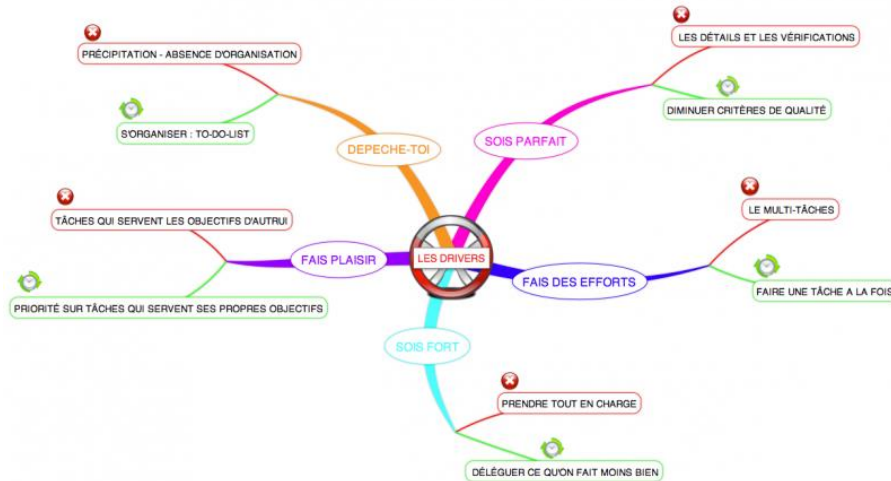 LES DRIVERS
SOIS PARFAIT
LES DÉTAILS ET LES VÉRIFICATIONS
DIMINUER CRITÈRES DE QUALITÉ
FAIS DES EFFORTS
LE MULTI-TÂCHES
FAIRE UNE TÂCHE A LA FOIS
SOIS FORT
PRENDRE TOUT EN CHARGE
DÉLÉGUER CE QU'ON FAIT MOINS BIEN
FAIS PLAISIR
TÂCHES QUI SERVENT LES OBJECTIFS D'AUTRUI
PRIORITÉ SUR TÂCHES QUI SERVENT SES PROPRES OBJECTIFS
DEPECHE-TOI
PRÉCIPITATION - ABSENCE D'ORGANISATION
S'ORGANISER : TO-DO-LIST